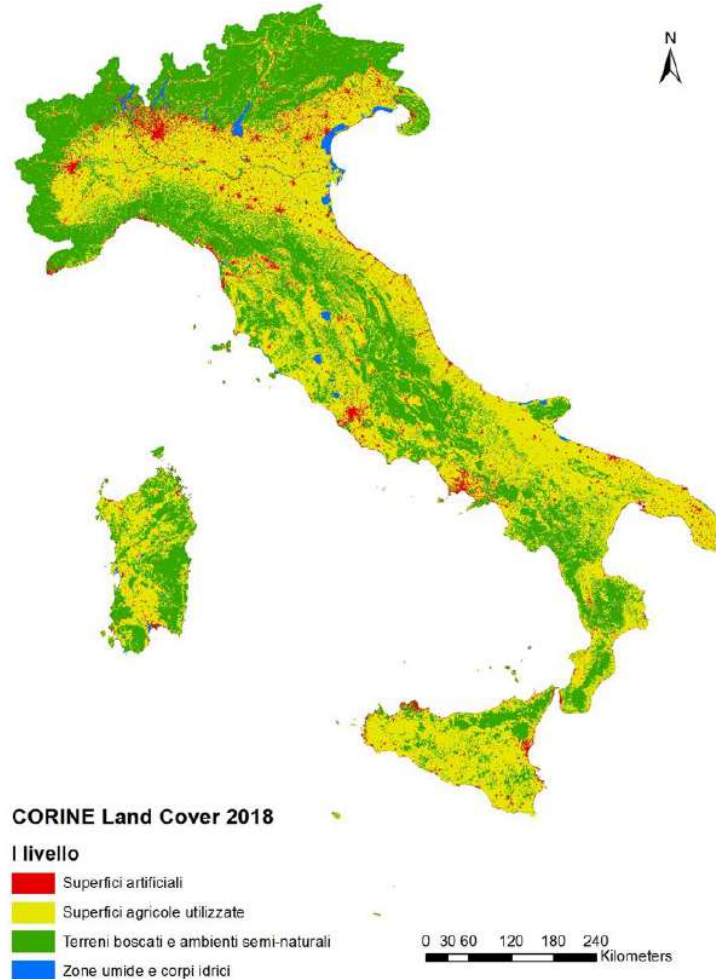 N
CORINE Land Cover 2018
I livello
Superfici artificiali
Superfici agricole utilizzate
Terreni boscati e ambienti semi-naturali
Zone umide e corpi idrici
0 30 60 120 180 240
Kilometers